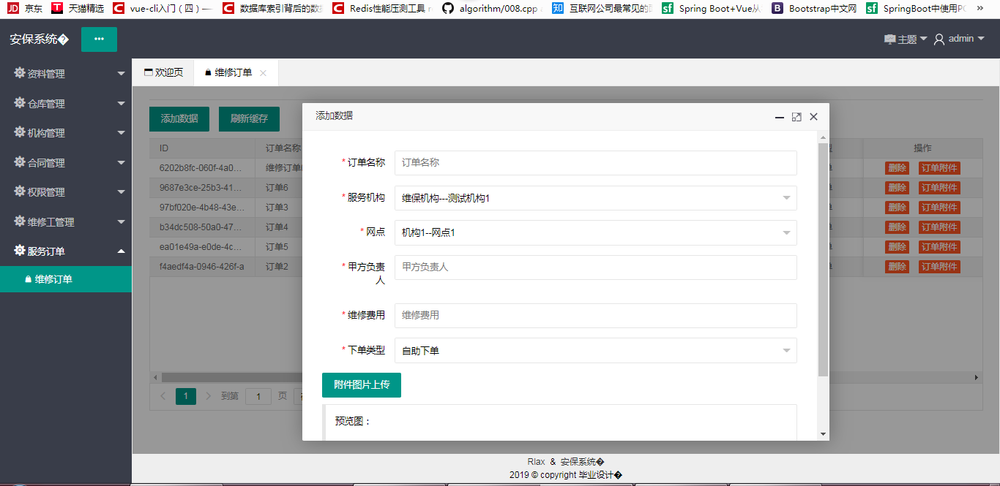 JD 京东 T 天猫精选 C vue-cli入门（四）— C 数据库索引背后的数 C Redis性能压测工具 algorithm/008.cpp 知 互联网公司最常见的 sf Spring Boot+Vue从 B Bootstrap中文网 sf SpringBoot中使用 »
安保系统� ••• 主题 admin
资料管理
仓库管理
机构管理
合同管理
权限管理
维修工管理
服务订单
维修订单
欢迎页 维修订单
添加数据 刷新缓存
ID 订单名称 操作
6202b8fc-060f-4a0... 维修订单 删除 订单附件
9687e3ce-25b3-41... 订单6 删除 订单附件
97bf020e-4b48-43e... 订单3 删除 订单附件
b34dc508-50a0-47... 订单4 删除 订单附件
ea01e49a-e0de-4c... 订单5 删除 订单附件
f4aedf4a-0946-426f-a 订单2 删除 订单附件
1 到第 1 页
添加数据
* 订单名称 订单名称
* 服务机构 维保机构---测试机构1
* 网点 机构1--网点1
* 甲方负责人 甲方负责人
* 维修费用 维修费用
* 下单类型 自助下单
附件图片上传
预览图：
Rlax & 安保系统�
2019 © copyright 毕业设计�